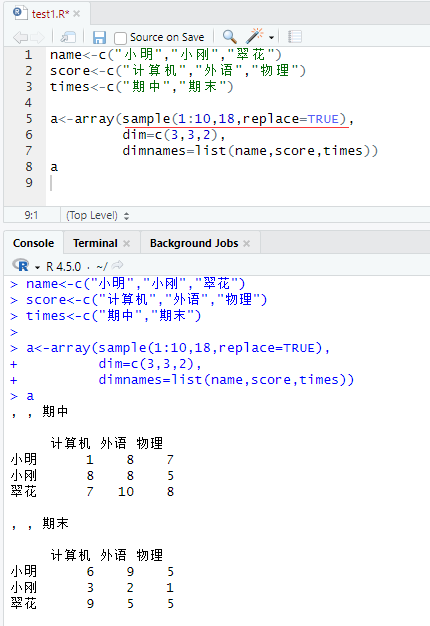 test1.R*
Source on Save
1 name<-c("小明","小刚","翠花")
2 score<-c("计算机","外语","物理")
3 times<-c("期中","期末")
4
5 a<-array(sample(1:10,18,replace=TRUE),
6          dim=c(3,3,2),
7          dimnames=list(name,score,times))
8 a
9
9:1 (Top Level)
Console Terminal Background Jobs
R R 4.5.0 · ~/
> name<-c("小明","小刚","翠花")
> score<-c("计算机","外语","物理")
> times<-c("期中","期末")
>
> a<-array(sample(1:10,18,replace=TRUE),
+          dim=c(3,3,2),
+          dimnames=list(name,score,times))
> a
, , 期中
     计算机 外语 物理
小明      1    8    7
小刚      8    8    5
翠花      7   10    8
, , 期末
     计算机 外语 物理
小明      6    9    5
小刚      3    2    1
翠花      9    5    5